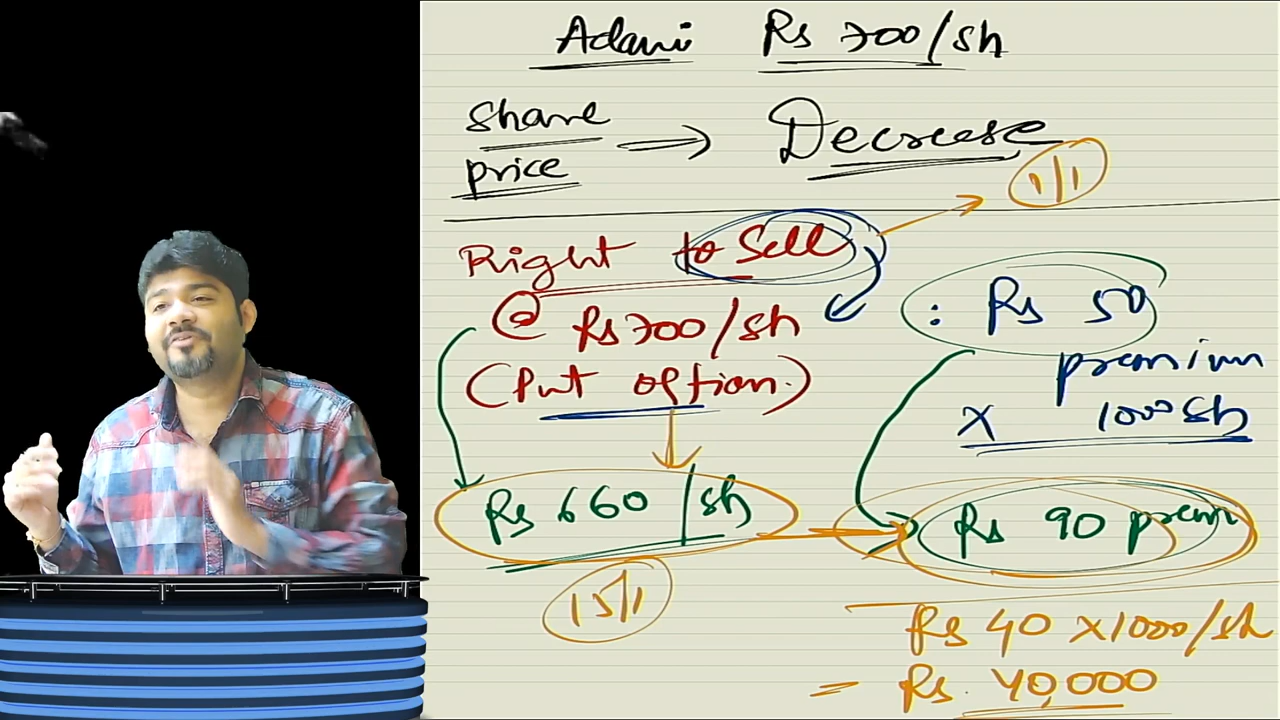 Adani Rs 700/sh
Share price ⇒ Decrease
1/1
Right to Sell
@ Rs 700/sh
(Put option.)
: Rs 50
premium
x 1000 sh
Rs 660/sh
Rs 90 prem
15/1
Rs 40 x 1000/sh
= Rs. 40,000